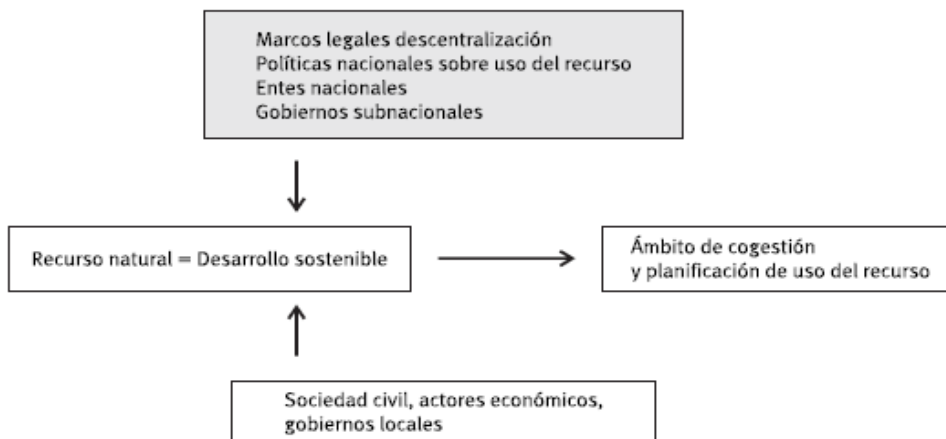 Marcos legales descentralización
Políticas nacionales sobre uso del recurso
Entes nacionales
Gobiernos subnacionales
Recurso natural = Desarrollo sostenible
Ámbito de cogestión
y planificación de uso del recurso
Sociedad civil, actores económicos,
gobiernos locales